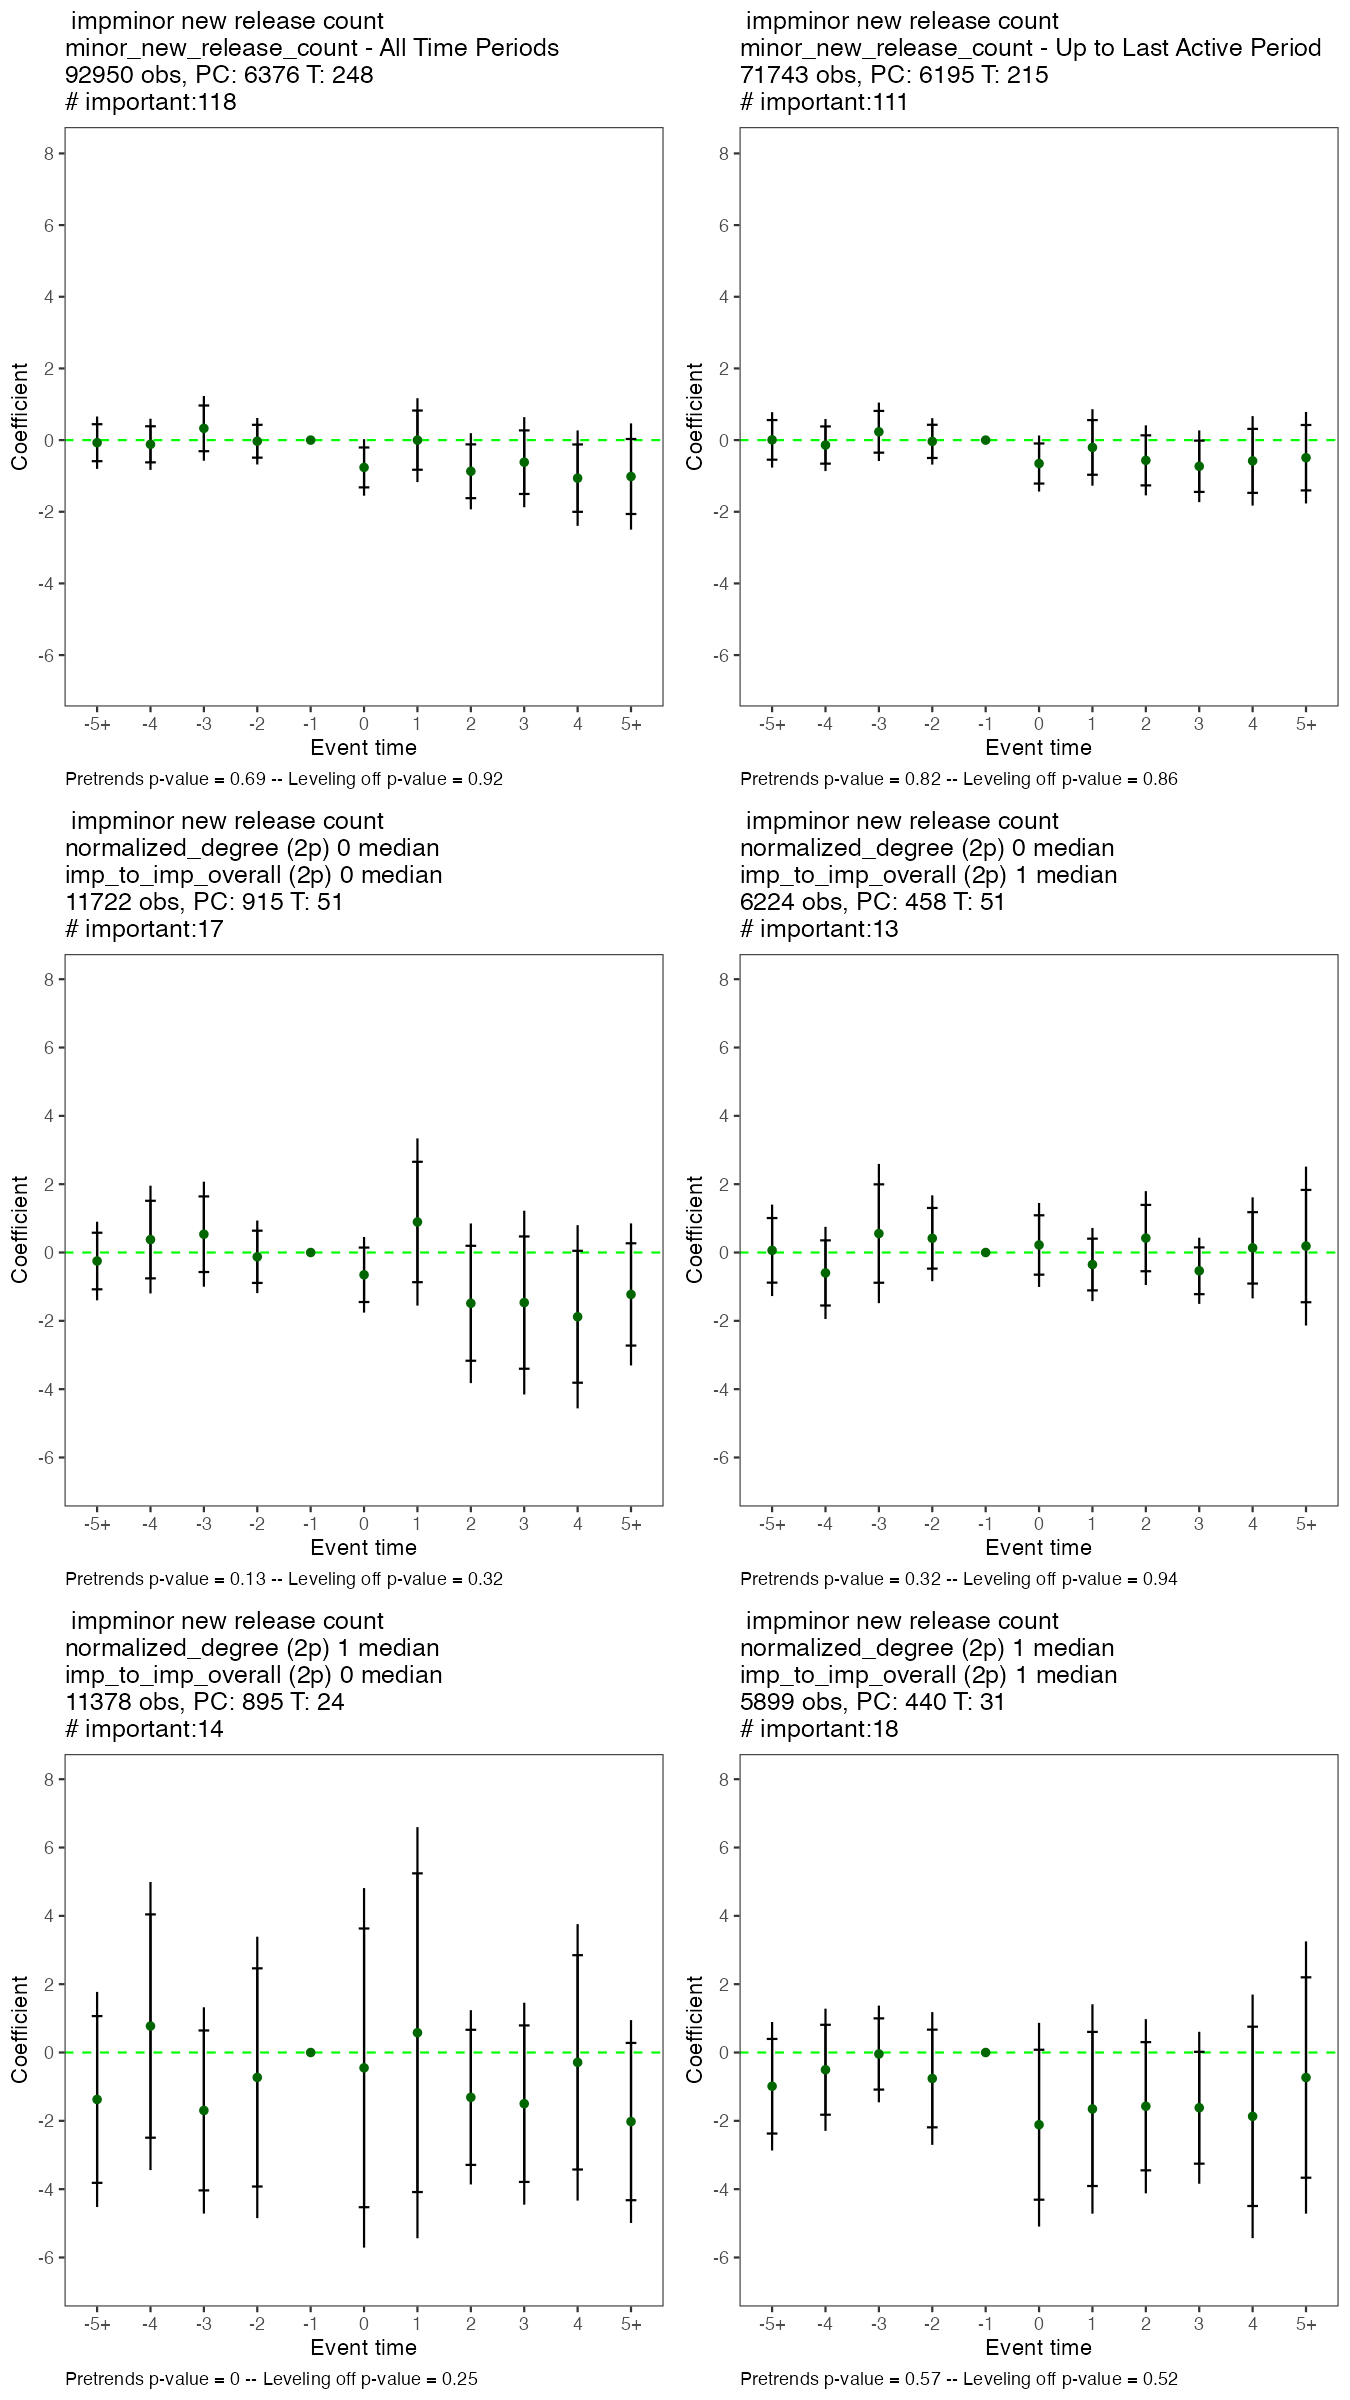 impminor new release count
minor_new_release_count - All Time Periods
92950 obs, PC: 6376 T: 248
# important:118
8
6
4
2
0
-2
-4
-6
Coefficient
-5+ -4 -3 -2 -1 0 1 2 3 4 5+
Event time
Pretrends p-value = 0.69 -- Leveling off p-value = 0.92
impminor new release count
minor_new_release_count - Up to Last Active Period
71743 obs, PC: 6195 T: 215
# important:111
8
6
4
2
0
-2
-4
-6
Coefficient
-5+ -4 -3 -2 -1 0 1 2 3 4 5+
Event time
Pretrends p-value = 0.82 -- Leveling off p-value = 0.86
impminor new release count
normalized_degree (2p) 0 median
imp_to_imp_overall (2p) 0 median
11722 obs, PC: 915 T: 51
# important:17
8
6
4
2
0
-2
-4
-6
Coefficient
-5+ -4 -3 -2 -1 0 1 2 3 4 5+
Event time
Pretrends p-value = 0.13 -- Leveling off p-value = 0.32
impminor new release count
normalized_degree (2p) 0 median
imp_to_imp_overall (2p) 1 median
6224 obs, PC: 458 T: 51
# important:13
8
6
4
2
0
-2
-4
-6
Coefficient
-5+ -4 -3 -2 -1 0 1 2 3 4 5+
Event time
Pretrends p-value = 0.32 -- Leveling off p-value = 0.94
impminor new release count
normalized_degree (2p) 1 median
imp_to_imp_overall (2p) 0 median
11378 obs, PC: 895 T: 24
# important:14
8
6
4
2
0
-2
-4
-6
Coefficient
-5+ -4 -3 -2 -1 0 1 2 3 4 5+
Event time
Pretrends p-value = 0 -- Leveling off p-value = 0.25
impminor new release count
normalized_degree (2p) 1 median
imp_to_imp_overall (2p) 1 median
5899 obs, PC: 440 T: 31
# important:18
8
6
4
2
0
-2
-4
-6
Coefficient
-5+ -4 -3 -2 -1 0 1 2 3 4 5+
Event time
Pretrends p-value = 0.57 -- Leveling off p-value = 0.52